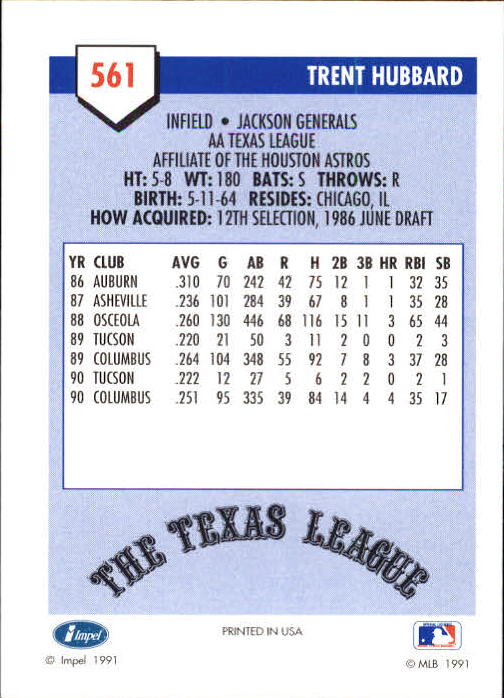 561
TRENT HUBBARD
INFIELD • JACKSON GENERALS
AA TEXAS LEAGUE
AFFILIATE OF THE HOUSTON ASTROS
HT: 5-8 WT: 180 BATS: S THROWS: R
BIRTH: 5-11-64 RESIDES: CHICAGO, IL
HOW ACQUIRED: 12TH SELECTION, 1986 JUNE DRAFT
YR CLUB AVG G AB R H 2B 3B HR RBI SB
86 AUBURN .310 70 242 42 75 12 1 1 32 35
87 ASHEVILLE .236 101 284 39 67 8 1 1 35 28
88 OSCEOLA .260 130 446 68 116 15 11 3 65 44
89 TUCSON .220 21 50 3 11 2 0 0 2 3
89 COLUMBUS .264 104 348 55 92 7 8 3 37 28
90 TUCSON .222 12 27 5 6 2 2 0 2 1
90 COLUMBUS .251 95 335 39 84 14 4 4 35 17
THE TEXAS LEAGUE
Impel
PRINTED IN USA
© Impel 1991
© MLB 1991